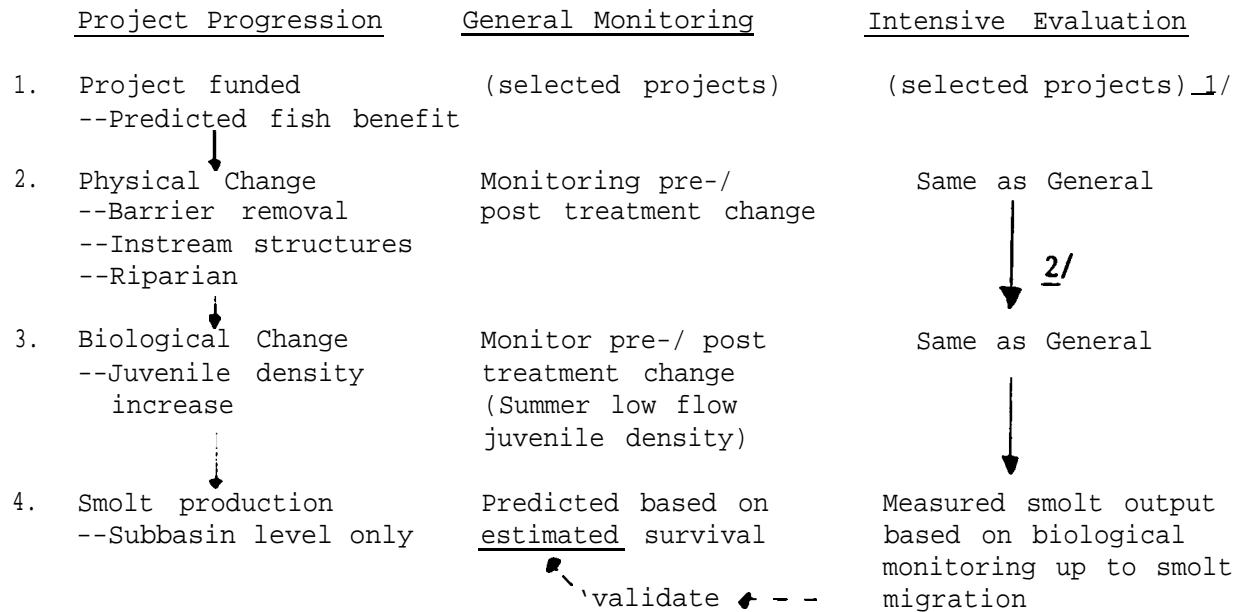 Project Progression General Monitoring Intensive Evaluation
1. Project funded (selected projects) (selected projects) 1/
--Predicted fish benefit
2. Physical Change Monitoring pre-/ Same as General
--Barrier removal post treatment change
--Instream structures
--Riparian 2/
3. Biological Change Monitor pre-/ post Same as General
--Juvenile density treatment change
increase (Summer low flow
juvenile density)
4. Smolt production Predicted based on Measured smolt output
--Subbasin level only estimated survival based on biological
monitoring up to smolt
validate migration